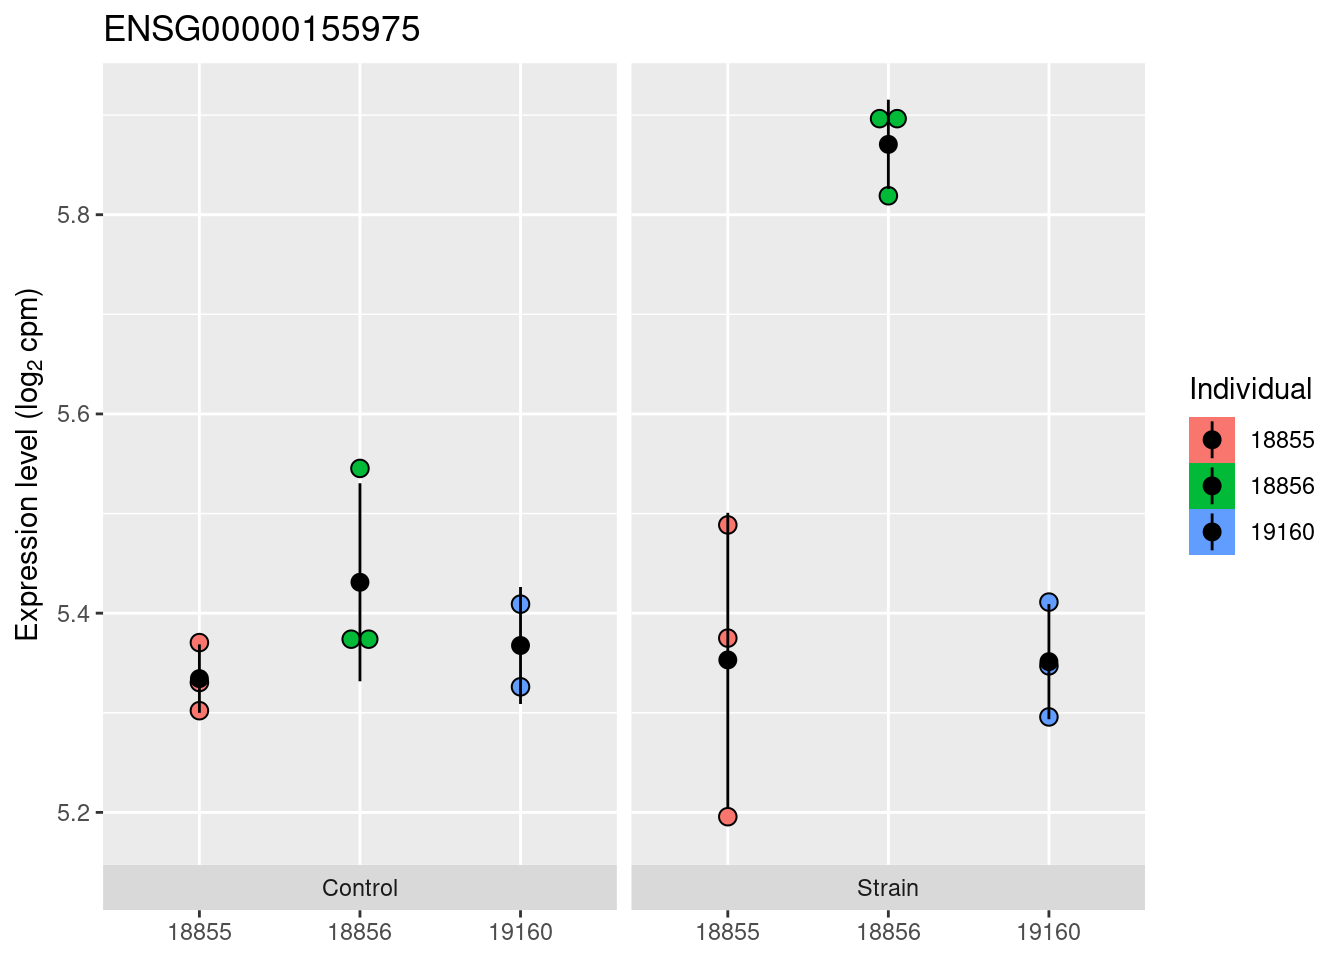 ENSG00000155975
Expression level (log₂ cpm)
5.8
5.6
5.4
5.2
Control
Strain
18855 18856 19160
18855 18856 19160
Individual
18855
18856
19160